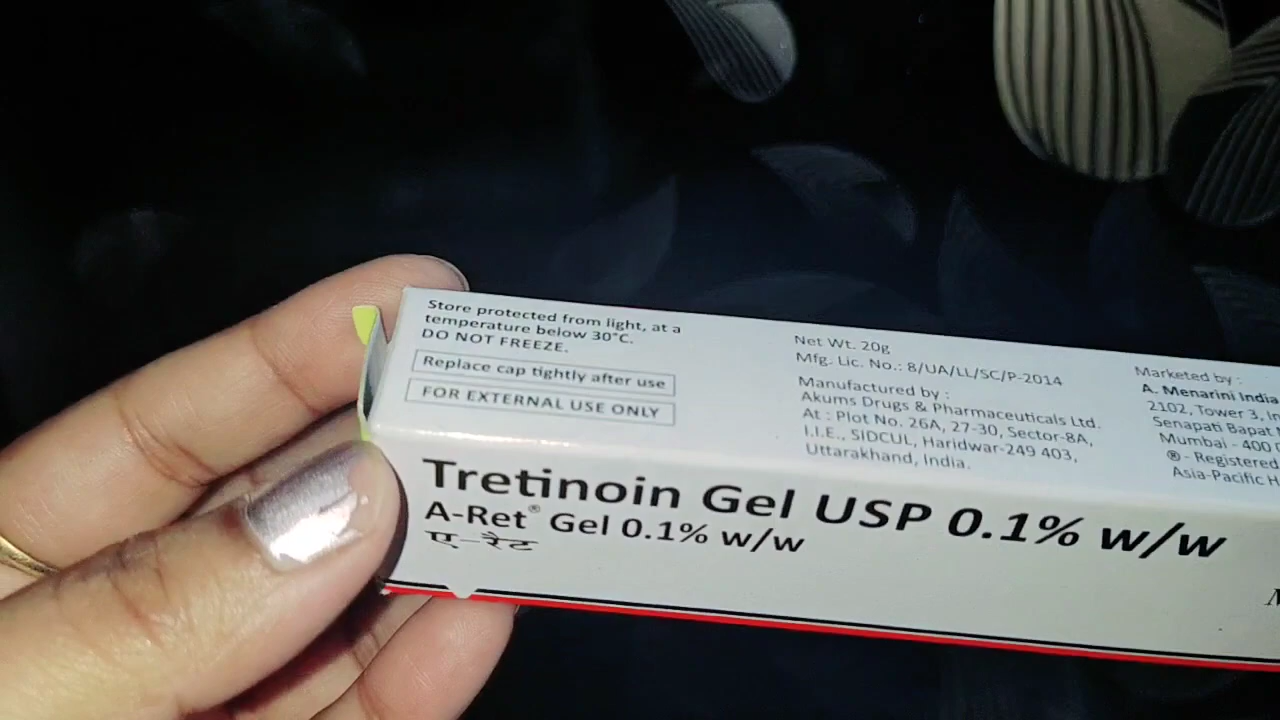 Store protected from light, at a
temperature below 30°C.
DO NOT FREEZE.
Replace cap tightly after use
FOR EXTERNAL USE ONLY
Net Wt. 20g
Mfg. Lic. No.: 8/UA/LL/SC/P-2014
Manufactured by :
Akums Drugs & Pharmaceuticals Ltd.
At : Plot No. 26A, 27-30, Sector-8A,
I.I.E., SIDCUL, Haridwar-249 403,
Uttarakhand, India.
Marketed by :
A. Menarini India
2102, Tower 3,
Senapati Bapat
Mumbai - 400
® - Registered
Asia-Pacific
Tretinoin Gel USP 0.1% w/w
A-Ret® Gel 0.1% w/w
ए-रैट